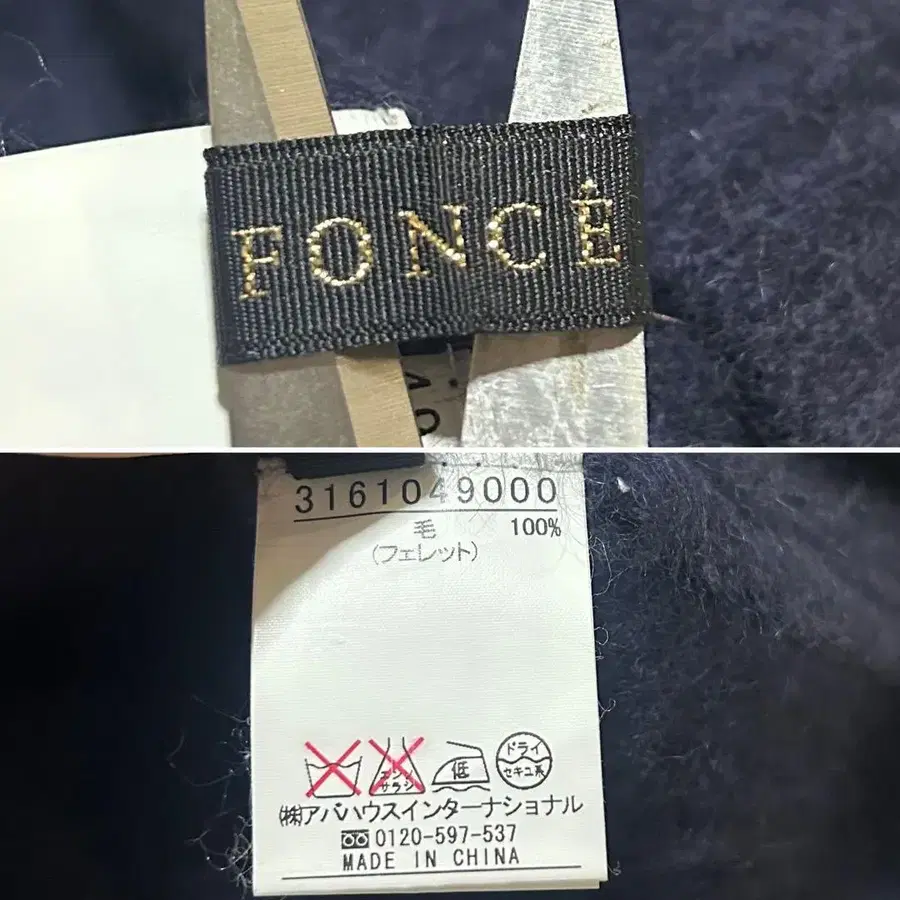 FONCÉ
3161049000
毛 100%
(フェレット)
エンソ
サラシ
低
ドライ
セキユ系
㈱アバハウスインターナショナル
0120-597-537
MADE IN CHINA